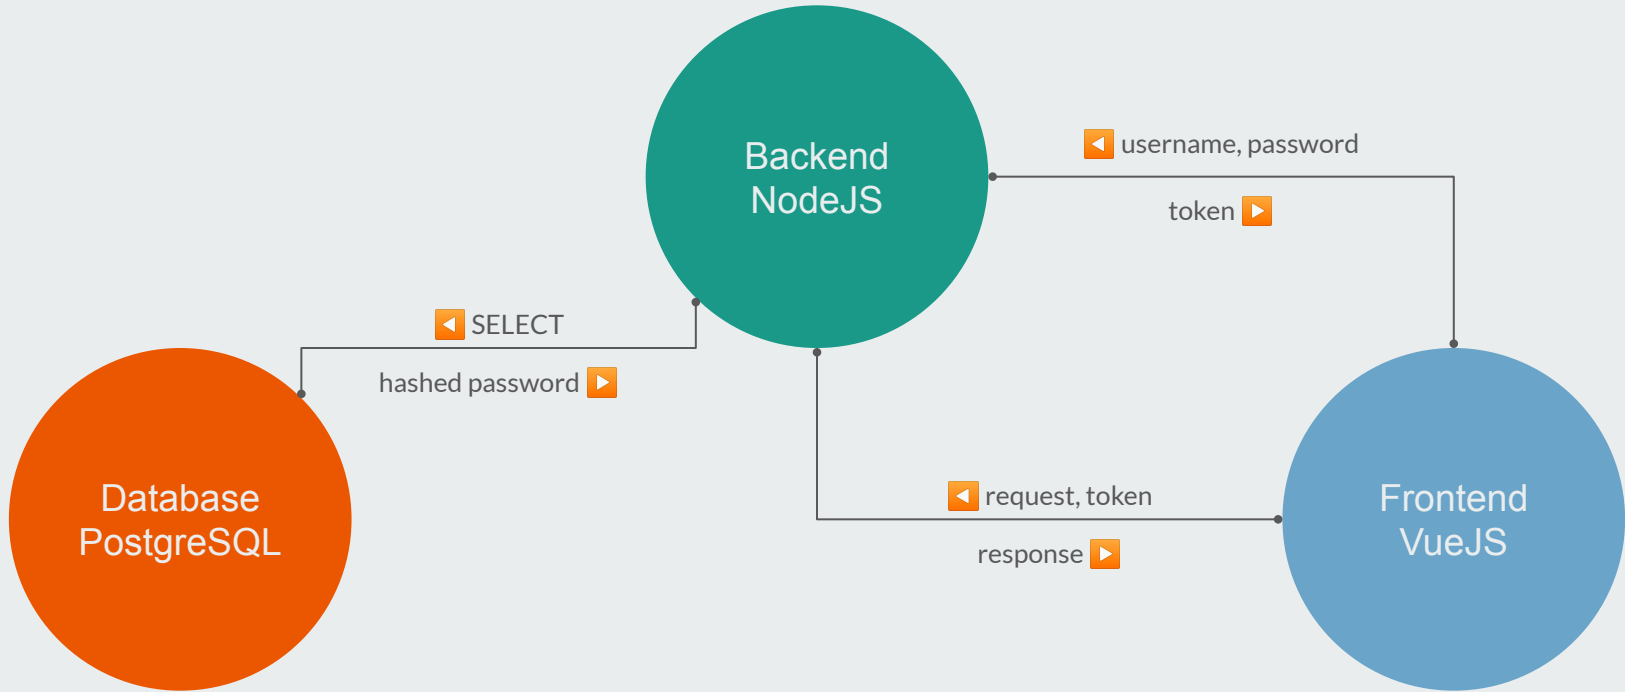 Backend
NodeJS
◀ username, password
token ▶
◀ SELECT
hashed password ▶
Database
PostgreSQL
◀ request, token
response ▶
Frontend
VueJS